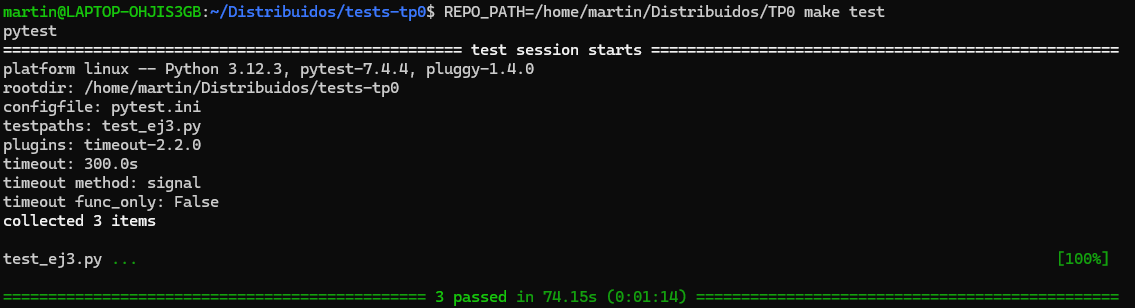 martin@LAPTOP-OHJIS3GB:~/Distribuidos/tests-tp0$ REPO_PATH=/home/martin/Distribuidos/TP0 make test
pytest
================================================ test session starts =================================================
platform linux -- Python 3.12.3, pytest-7.4.4, pluggy-1.4.0
rootdir: /home/martin/Distribuidos/tests-tp0
configfile: pytest.ini
testpaths: test_ej3.py
plugins: timeout-2.2.0
timeout: 300.0s
timeout method: signal
timeout func_only: False
collected 3 items
test_ej3.py ... [100%]
============================================ 3 passed in 74.15s (0:01:14) ============================================